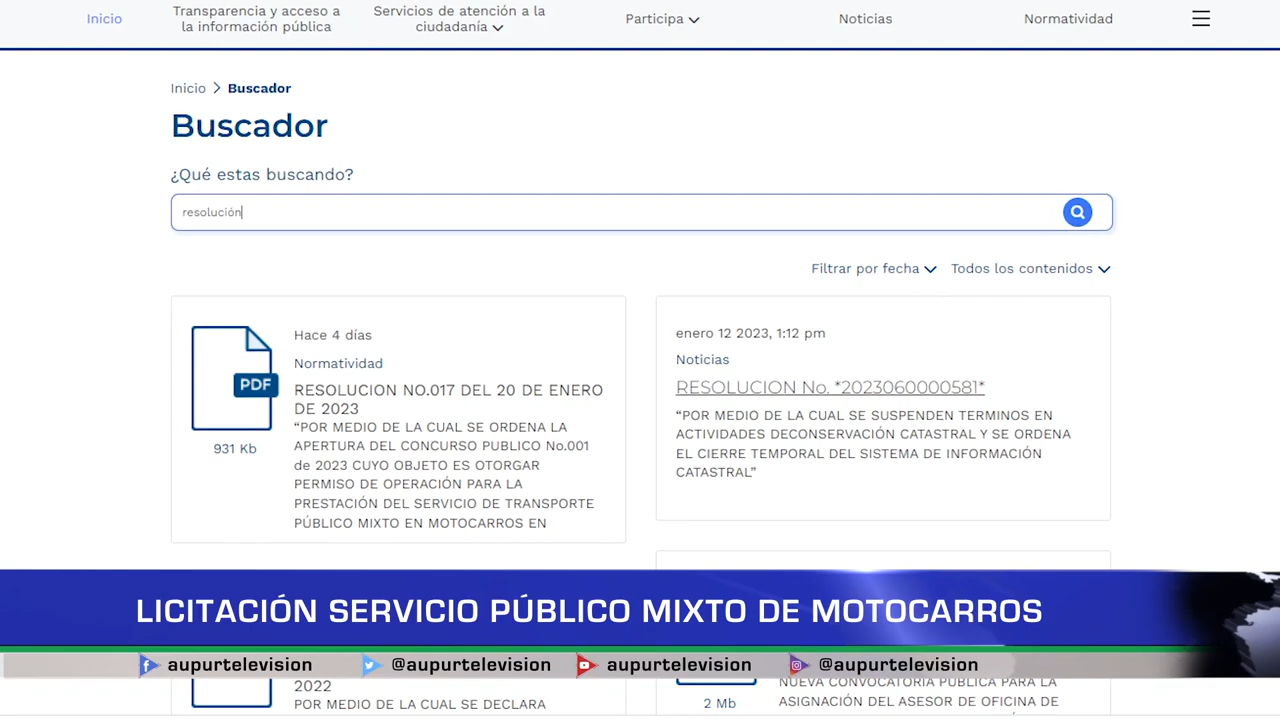 Inicio
Transparencia y acceso a
la información pública
Servicios de atención a la
ciudadanía
Participa
Noticias
Normatividad
Inicio > Buscador
Buscador
¿Qué estas buscando?
resolución
Filtrar por fecha
Todos los contenidos
PDF
931 Kb
Hace 4 días
Normatividad
RESOLUCION NO.017 DEL 20 DE ENERO
DE 2023
“POR MEDIO DE LA CUAL SE ORDENA LA
APERTURA DEL CONCURSO PUBLICO No.001
de 2023 CUYO OBJETO ES OTORGAR
PERMISO DE OPERACIÓN PARA LA
PRESTACIÓN DEL SERVICIO DE TRANSPORTE
PÚBLICO MIXTO EN MOTOCARROS EN
enero 12 2023, 1:12 pm
Noticias
RESOLUCION No. *2023060000581*
“POR MEDIO DE LA CUAL SE SUSPENDEN TERMINOS EN
ACTIVIDADES DECONSERVACIÓN CATASTRAL Y SE ORDENA
EL CIERRE TEMPORAL DEL SISTEMA DE INFORMACIÓN
CATASTRAL”
LICITACIÓN SERVICIO PÚBLICO MIXTO DE MOTOCARROS
aupurtelevision
@aupurtelevision
aupurtelevision
@aupurtelevision
2022
POR MEDIO DE LA CUAL SE DECLARA
2 Mb
NUEVA CONVOCATORIA PÚBLICA PARA LA
ASIGNACIÓN DEL ASESOR DE OFICINA DE